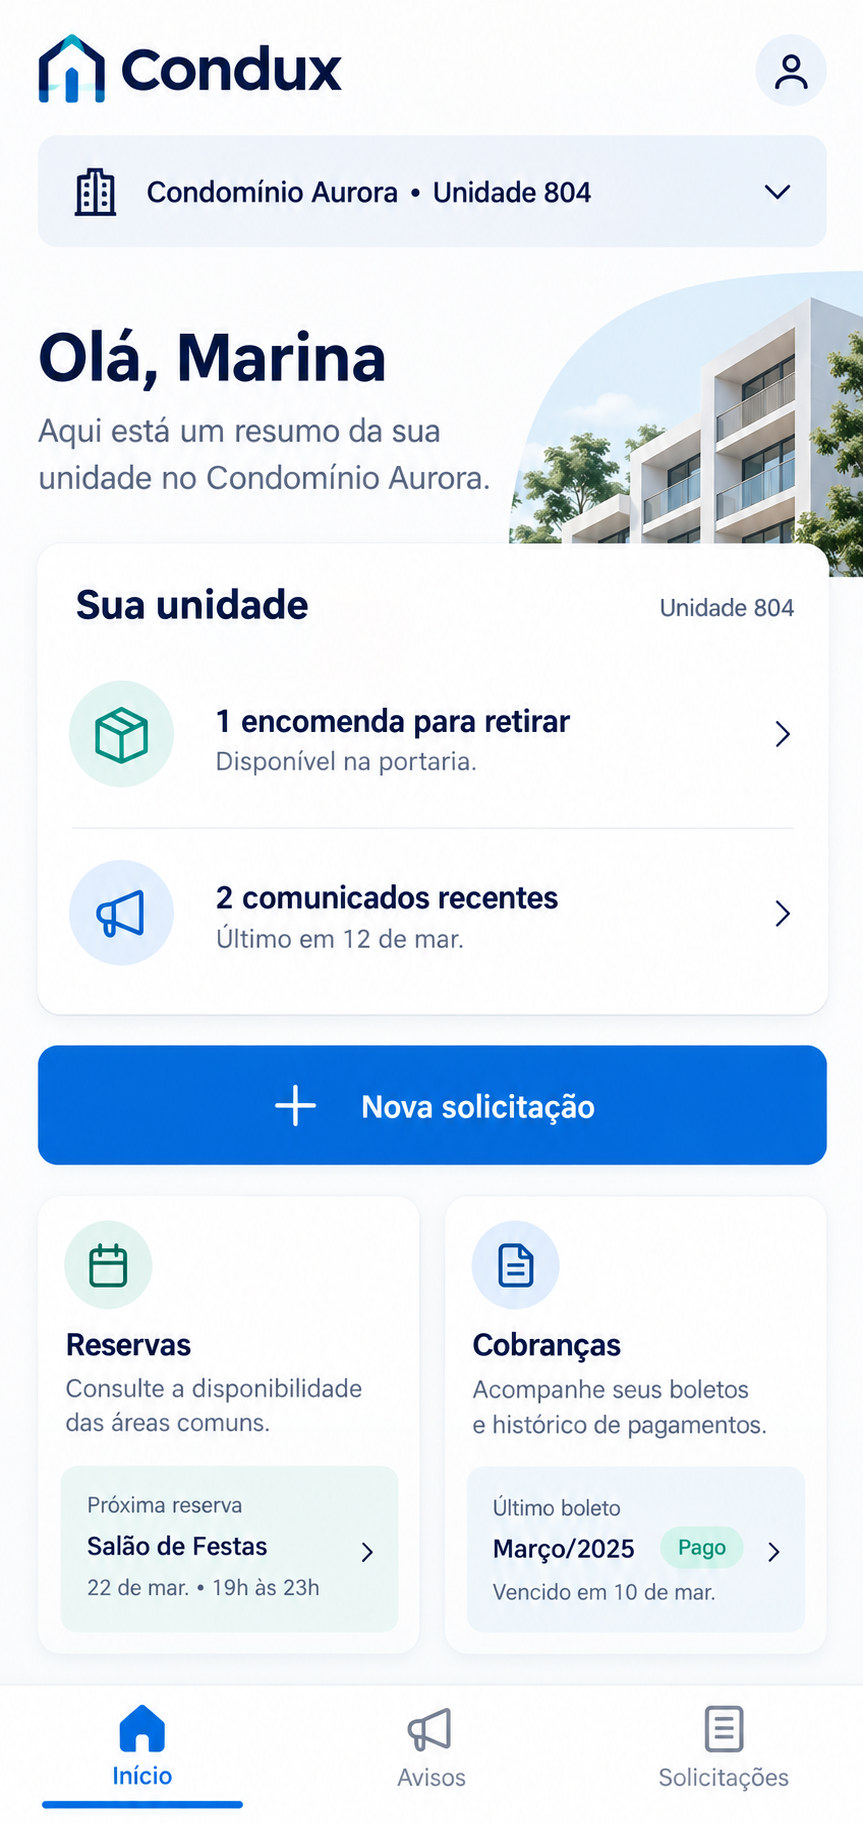 Condux
Condomínio Aurora • Unidade 804
Olá, Marina
Aqui está um resumo da sua
unidade no Condomínio Aurora.
Sua unidade
Unidade 804
1 encomenda para retirar
Disponível na portaria.
2 comunicados recentes
Último em 12 de mar.
Nova solicitação
Reservas
Consulte a disponibilidade
das áreas comuns.
Próxima reserva
Salão de Festas
22 de mar. • 19h às 23h
Cobranças
Acompanhe seus boletos
e histórico de pagamentos.
Último boleto
Março/2025 Pago
Vencido em 10 de mar.
Início
Avisos
Solicitações